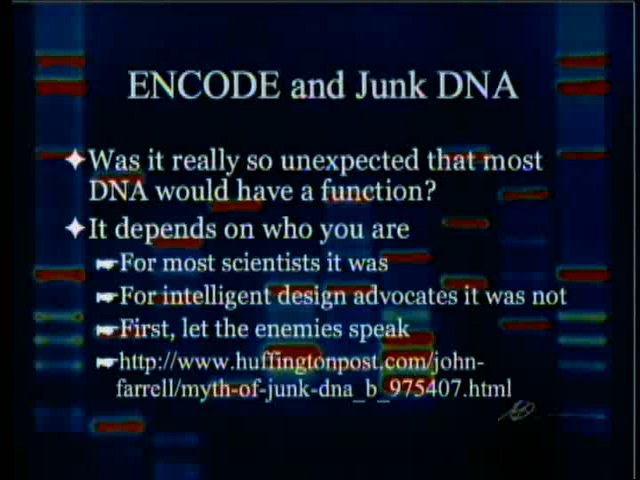 ENCODE and Junk DNA
Was it really so unexpected that most
DNA would have a function?
It depends on who you are
For most scientists it was
For intelligent design advocates it was not
First, let the enemies speak
http://www.huffingtonpost.com/john-
farrell/myth-of-junk-dna_b_975407.html